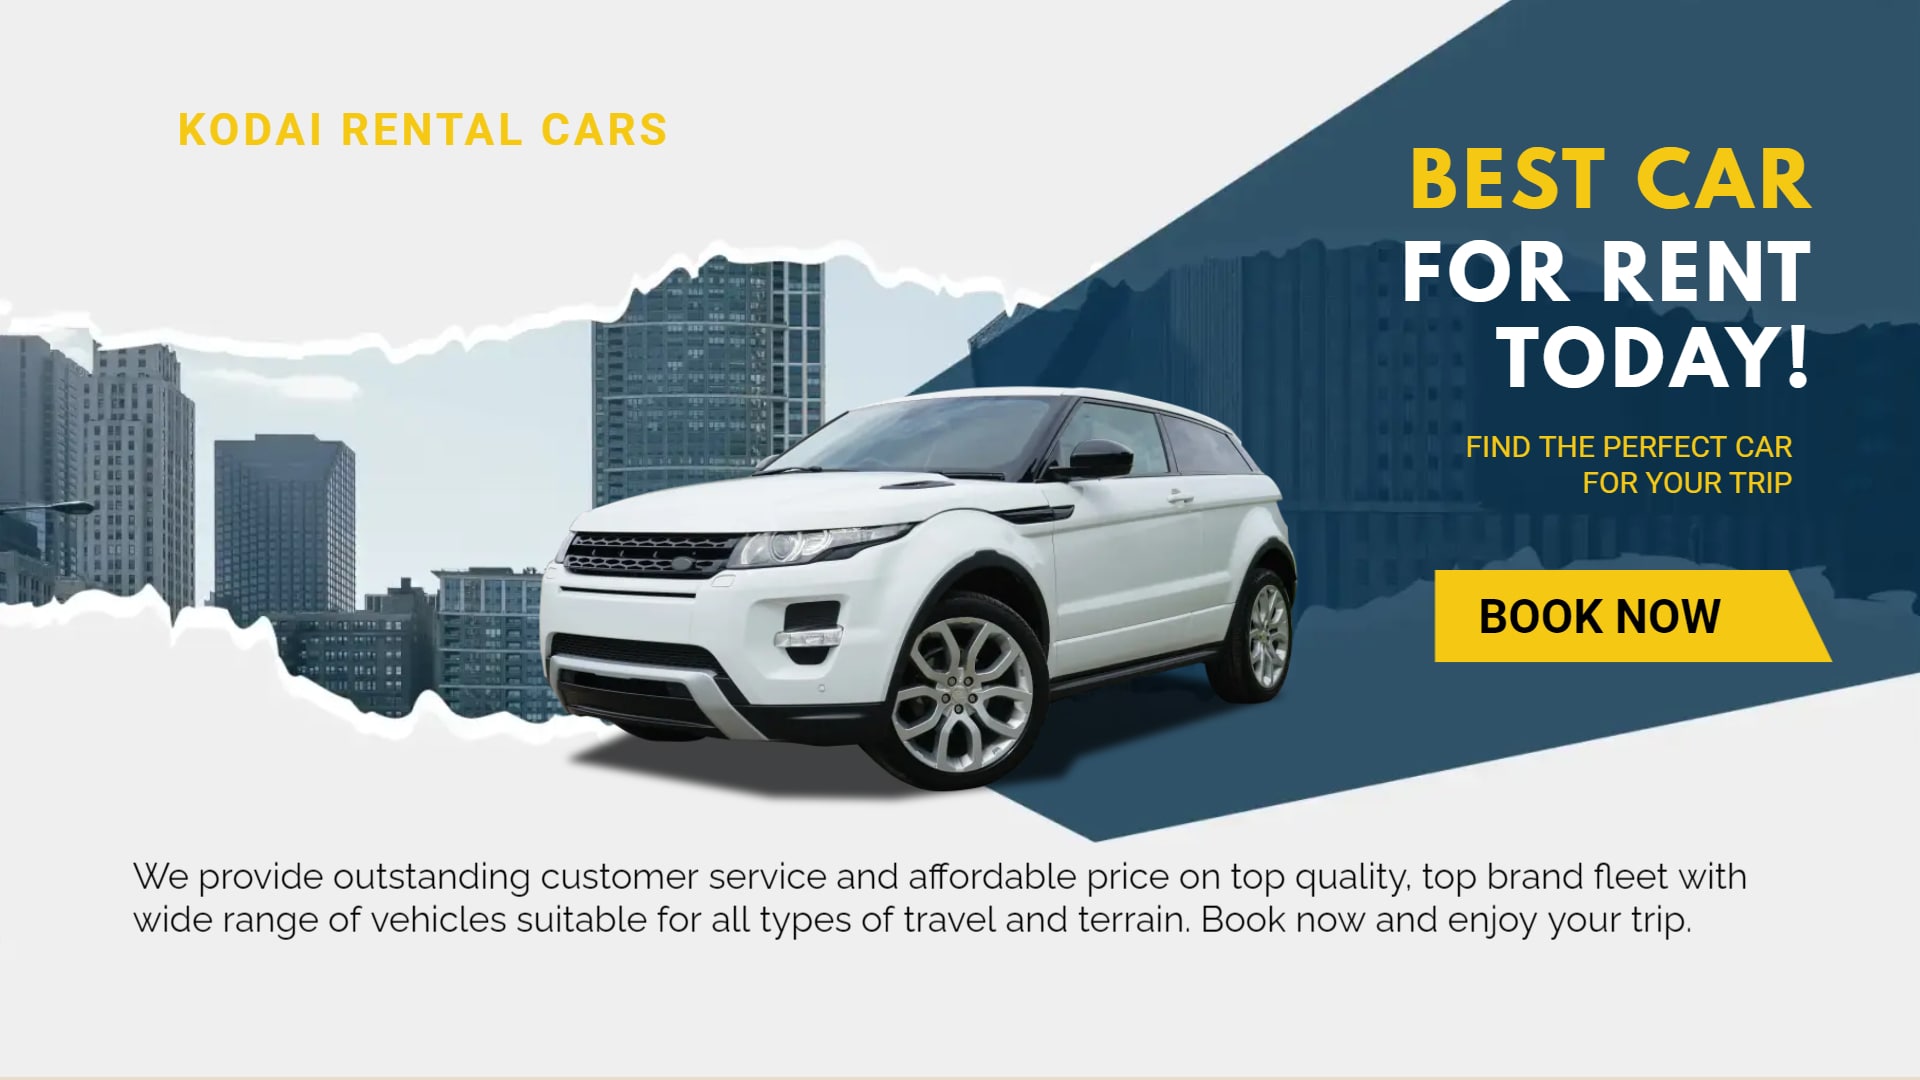 KODAI RENTAL CARS
BEST CAR
FOR RENT
TODAY!
FIND THE PERFECT CAR
FOR YOUR TRIP
BOOK NOW
We provide outstanding customer service and affordable price on top quality, top brand fleet with
wide range of vehicles suitable for all types of travel and terrain. Book now and enjoy your trip.